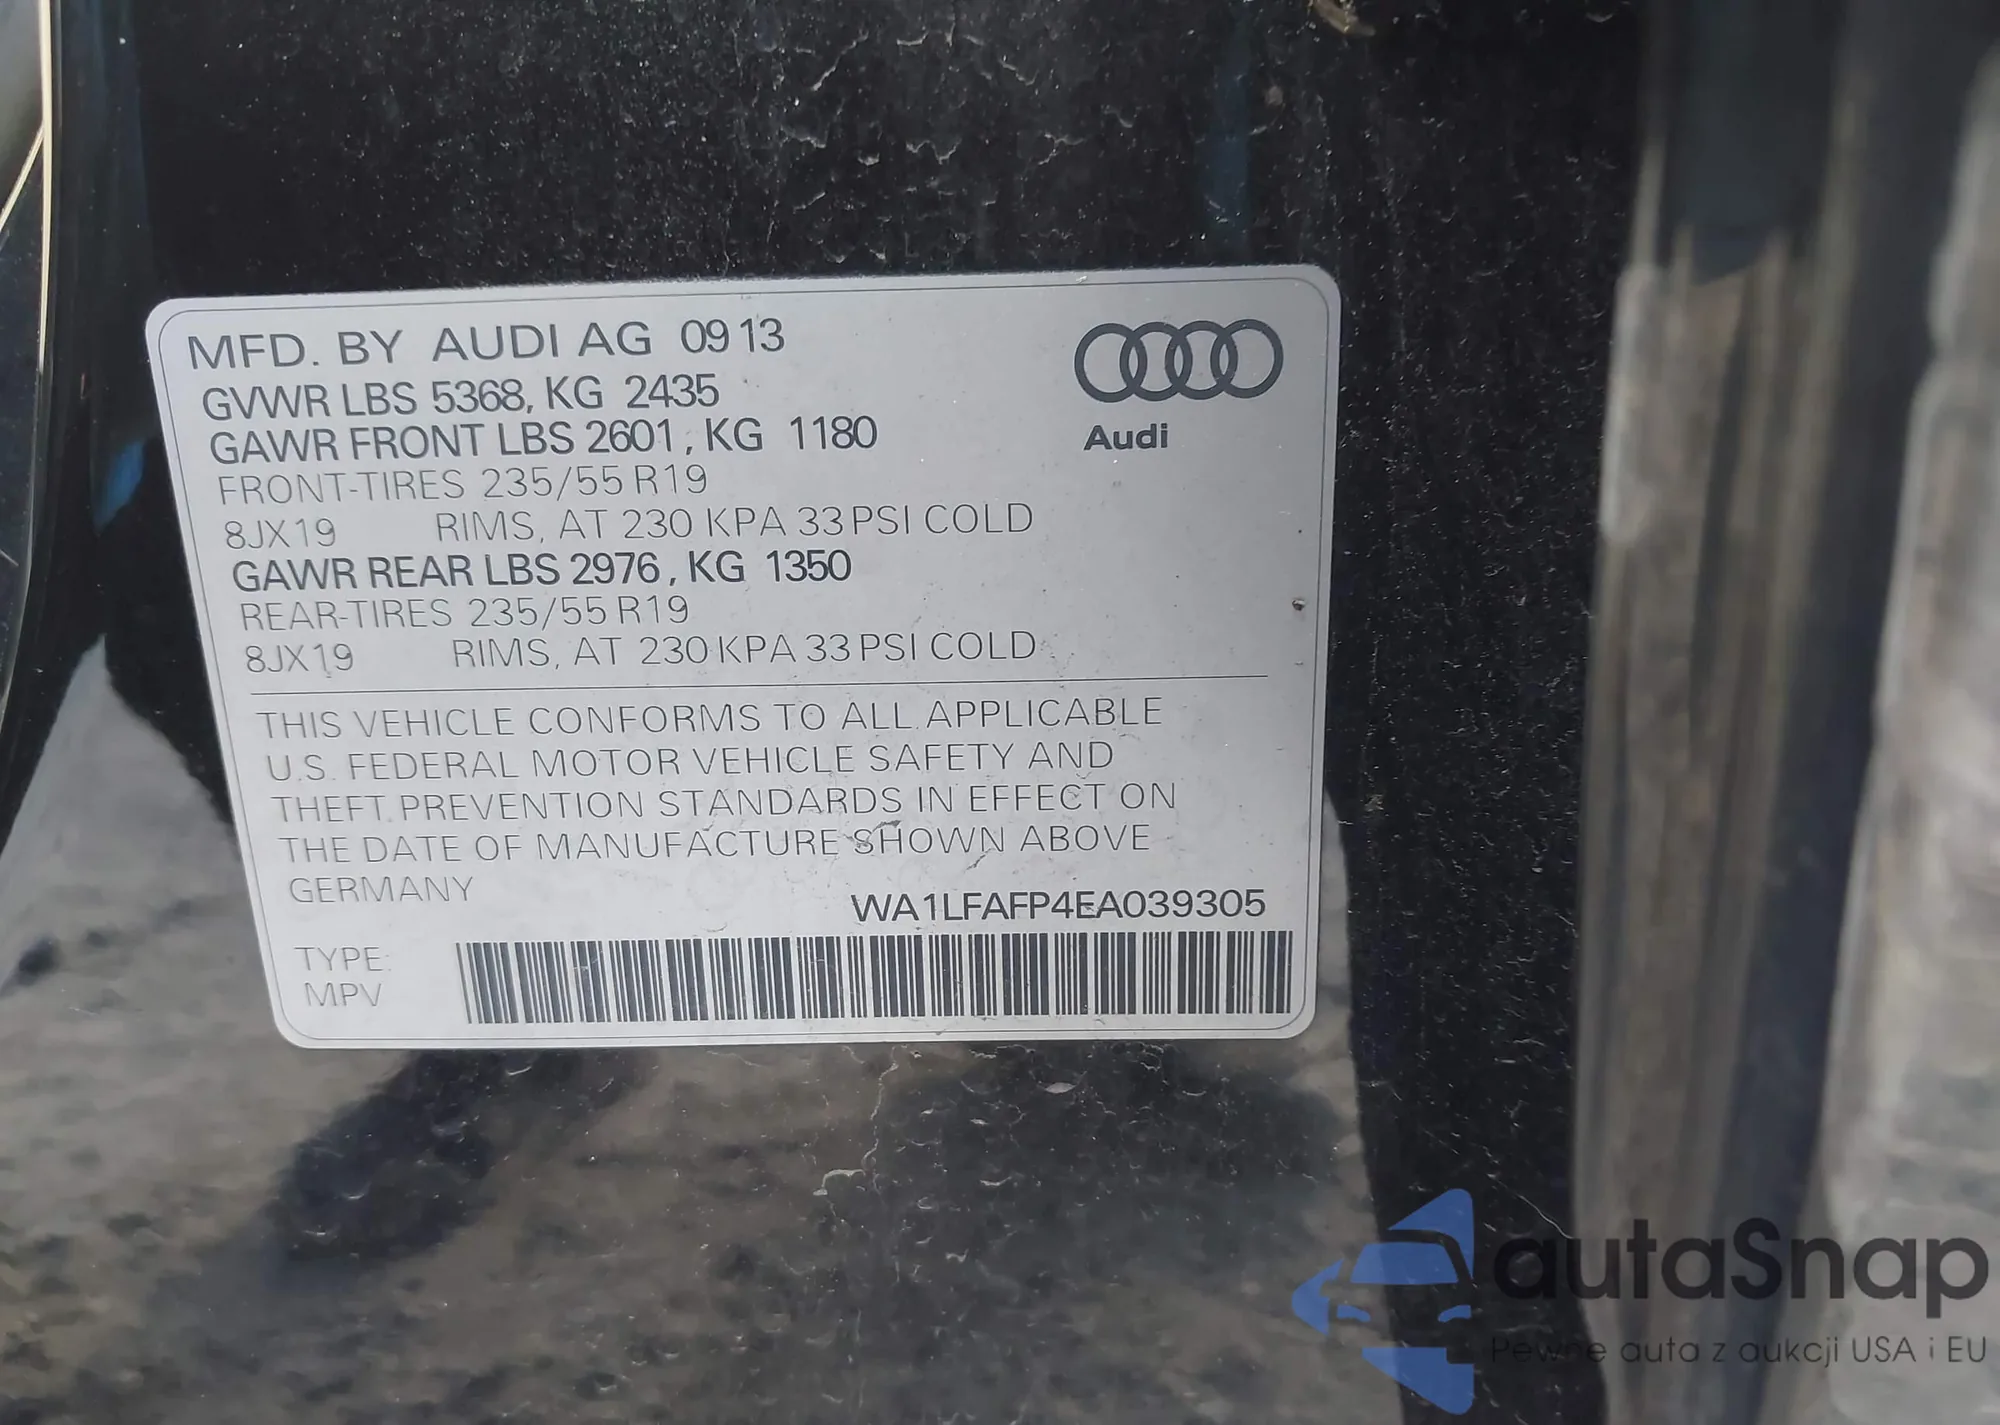 MFD. BY AUDI AG 09 13
GVWR LBS 5368, KG 2435
GAWR FRONT LBS 2601, KG 1180
FRONT-TIRES 235/55 R19
8JX19 RIMS, AT 230 KPA 33 PSI COLD
GAWR REAR LBS 2976, KG 1350
REAR-TIRES 235/55 R19
8JX19 RIMS, AT 230 KPA 33 PSI COLD
Audi
THIS VEHICLE CONFORMS TO ALL APPLICABLE
U.S. FEDERAL MOTOR VEHICLE SAFETY AND
THEFT PREVENTION STANDARDS IN EFFECT ON
THE DATE OF MANUFACTURE SHOWN ABOVE
GERMANY
WA1LFAFP4EA039305
TYPE:
MPV
autaSnap
Pewne auta z aukcji USA i EU